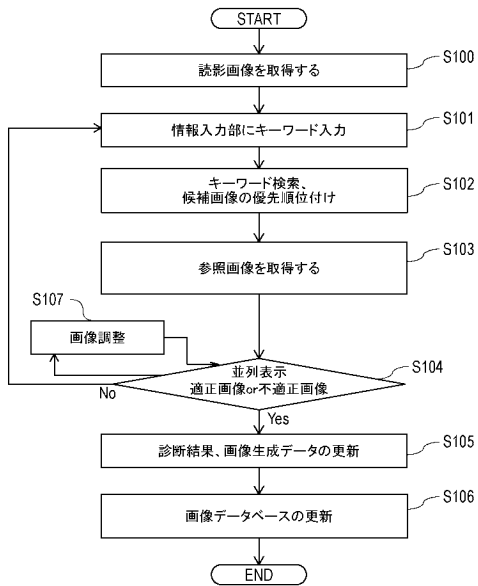 START
読影画像を取得する
S100
情報入力部にキーワード入力
S101
キーワード検索、
候補画像の優先順位付け
S102
参照画像を取得する
S103
S107
画像調整
並列表示
適正画像or不適正画像
S104
No
Yes
診断結果、画像生成データの更新
S105
画像データベースの更新
S106
END